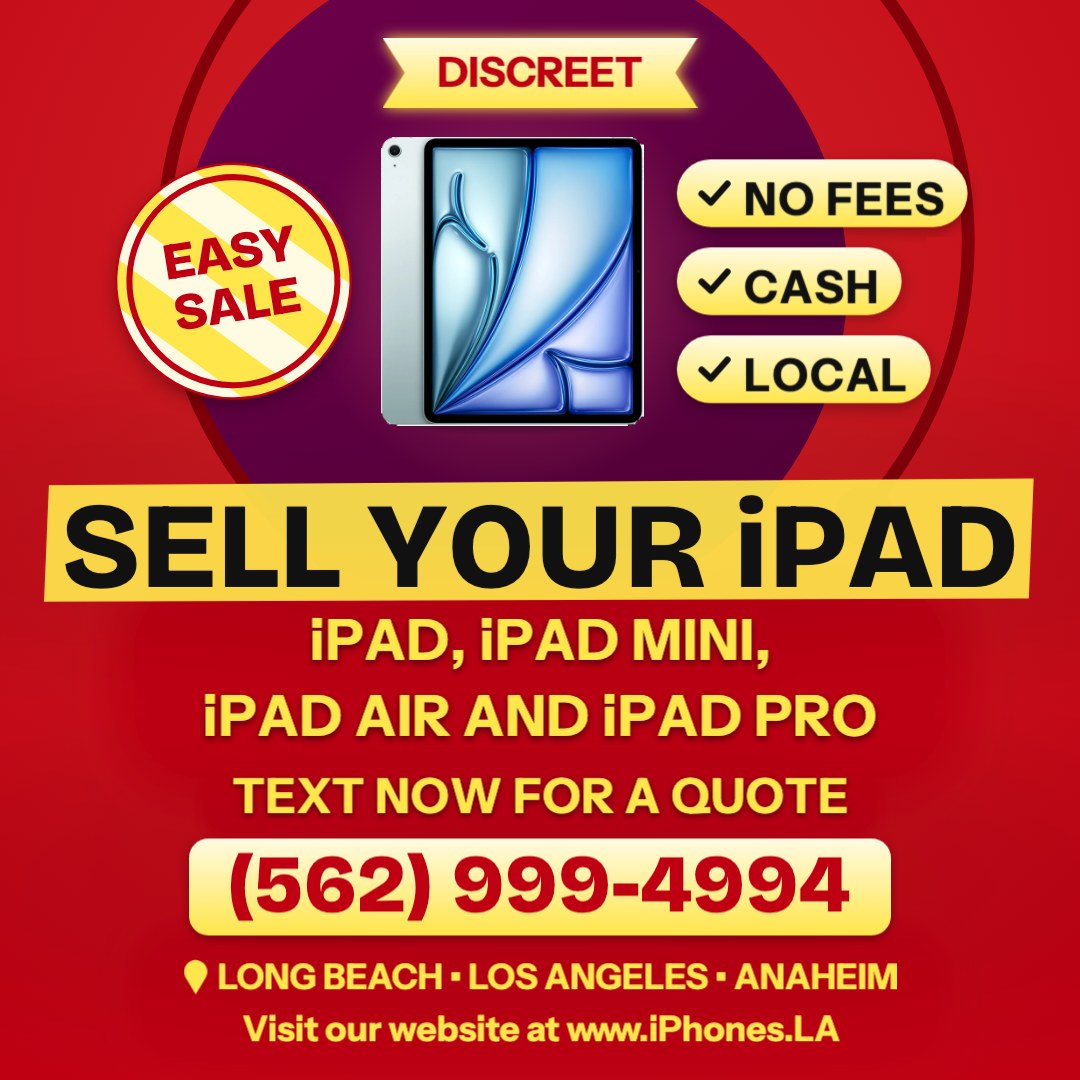 DISCREET
EASY
SALE
✓ NO FEES
✓ CASH
✓ LOCAL
SELL YOUR iPAD
iPAD, iPAD MINI,
iPAD AIR AND iPAD PRO
TEXT NOW FOR A QUOTE
(562) 999-4994
LONG BEACH ▪ LOS ANGELES ▪ ANAHEIM
Visit our website at www.iPhones.LA